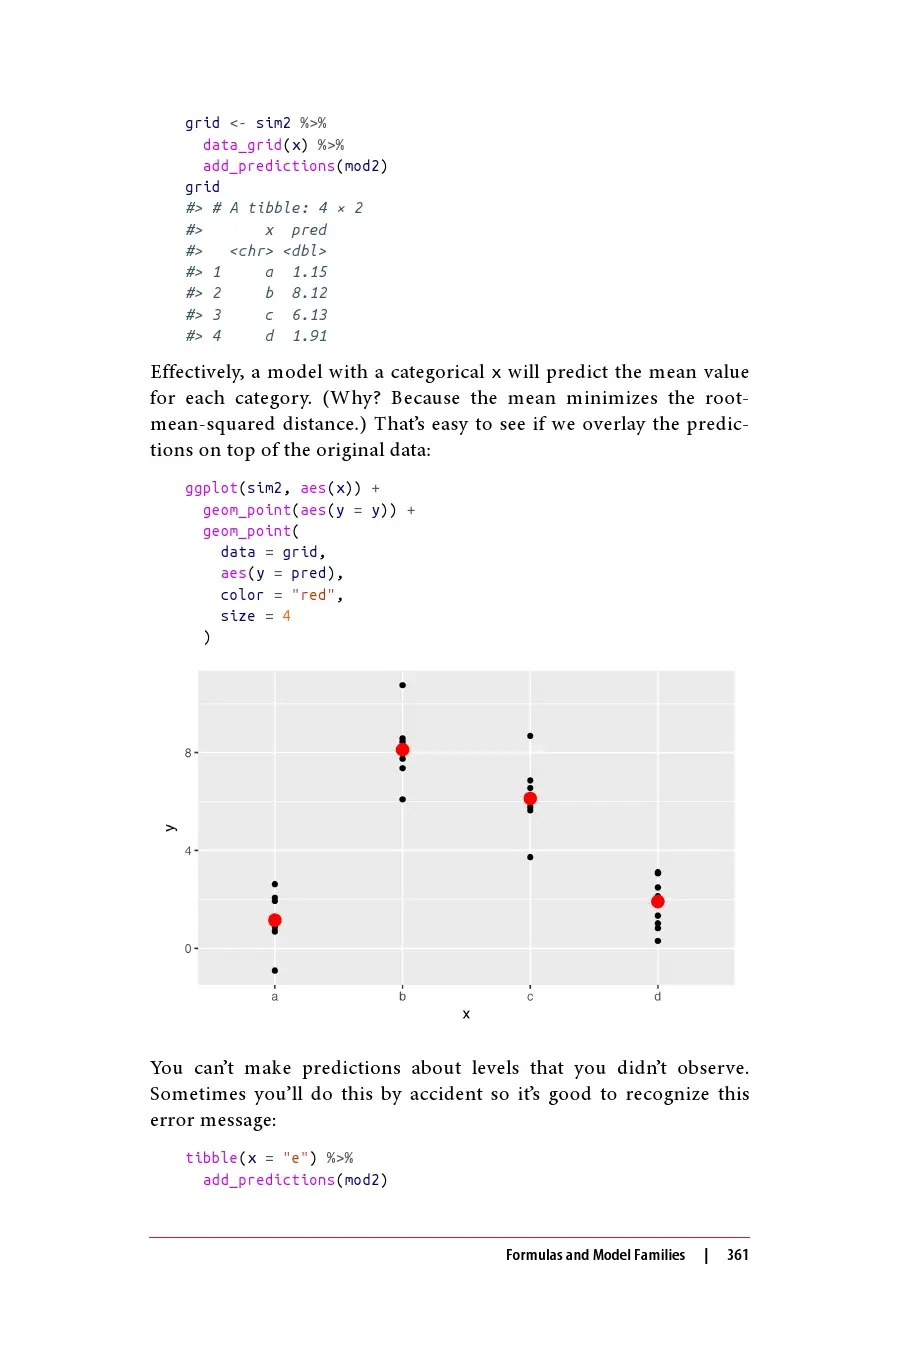 grid <- sim2 %>%
  data_grid(x) %>%
  add_predictions(mod2)
grid
#> # A tibble: 4 × 2
#>       x  pred
#>   <chr> <dbl>
#> 1     a  1.15
#> 2     b  8.12
#> 3     c  6.13
#> 4     d  1.91
Effectively, a model with a categorical x will predict the mean value
for each category. (Why? Because the mean minimizes the root-
mean-squared distance.) That’s easy to see if we overlay the predic-
tions on top of the original data:
ggplot(sim2, aes(x)) +
  geom_point(aes(y = y)) +
  geom_point(
    data = grid,
    aes(y = pred),
    color = "red",
    size = 4
  )
8
y
4
0
a b c d
x
You can’t make predictions about levels that you didn’t observe.
Sometimes you’ll do this by accident so it’s good to recognize this
error message:
tibble(x = "e") %>%
  add_predictions(mod2)
Formulas and Model Families | 361